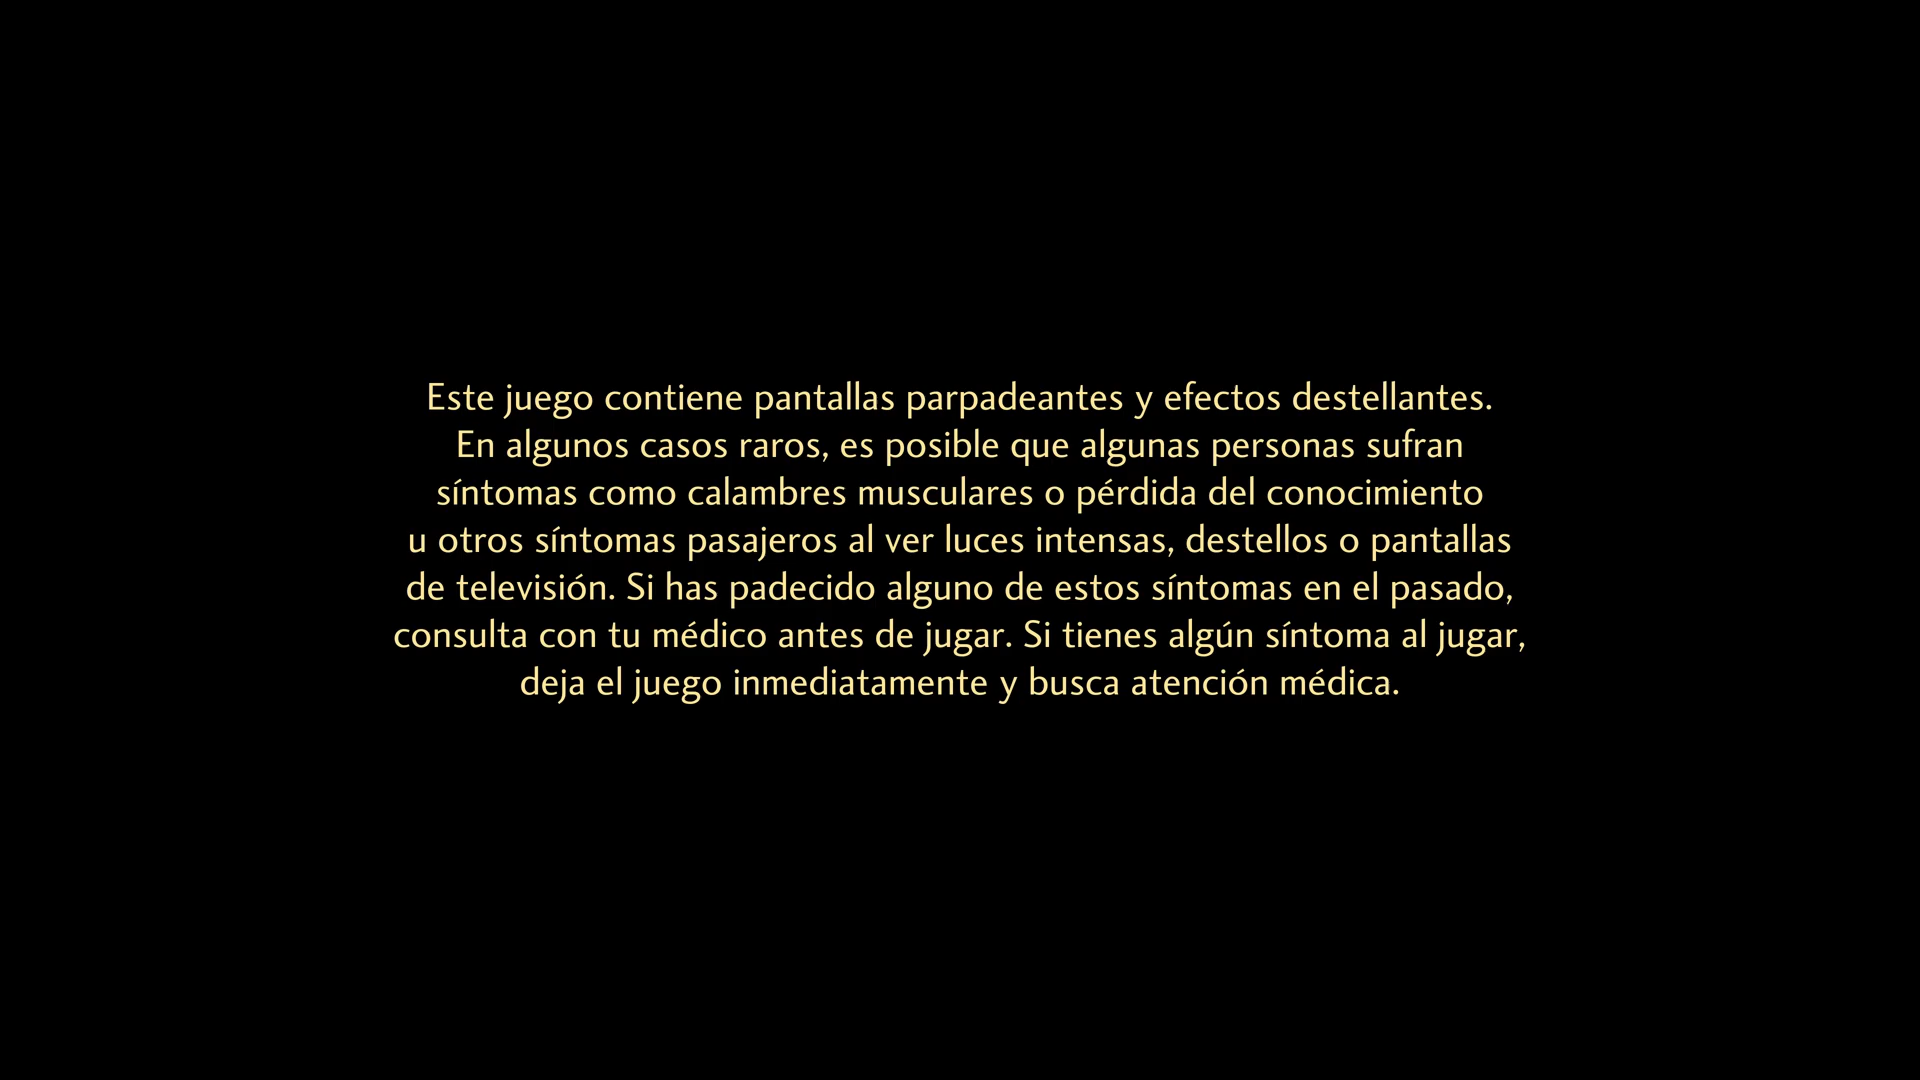 Este juego contiene pantallas parpadeantes y efectos destellantes.
En algunos casos raros, es posible que algunas personas sufran
síntomas como calambres musculares o pérdida del conocimiento
u otros síntomas pasajeros al ver luces intensas, destellos o pantallas
de televisión. Si has padecido alguno de estos síntomas en el pasado,
consulta con tu médico antes de jugar. Si tienes algún síntoma al jugar,
deja el juego inmediatamente y busca atención médica.